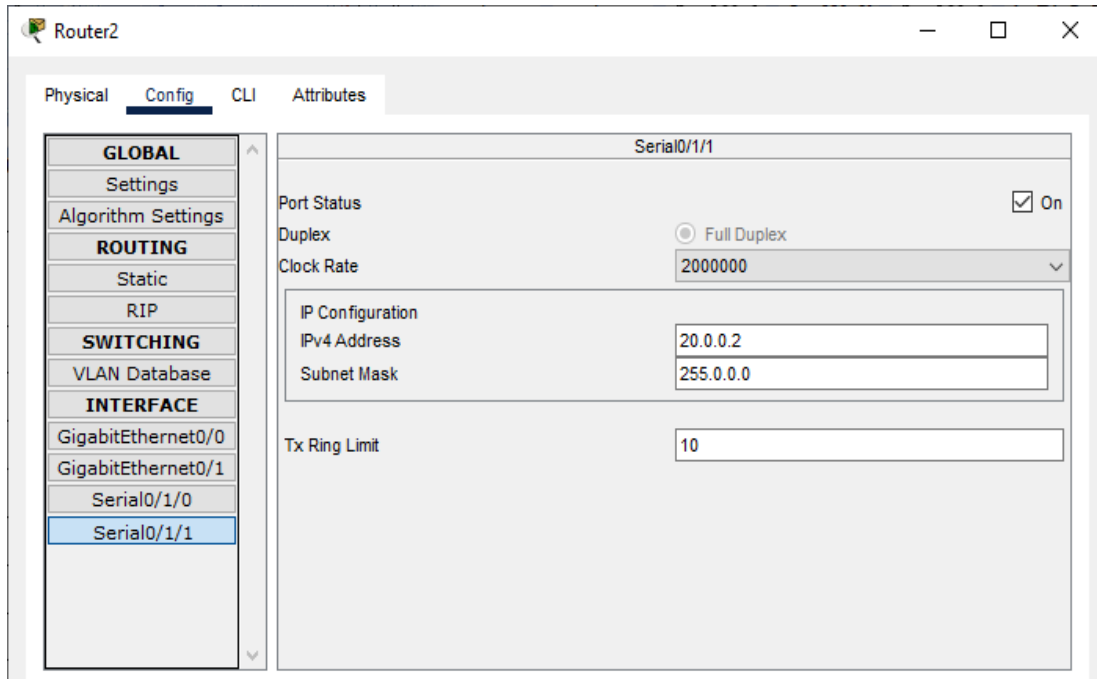 Router2
Physical Config CLI Attributes
GLOBAL
Settings
Algorithm Settings
ROUTING
Static
RIP
SWITCHING
VLAN Database
INTERFACE
GigabitEthernet0/0
GigabitEthernet0/1
Serial0/1/0
Serial0/1/1
Serial0/1/1
Port Status On
Duplex Full Duplex
Clock Rate 2000000
IP Configuration
IPv4 Address 20.0.0.2
Subnet Mask 255.0.0.0
Tx Ring Limit 10